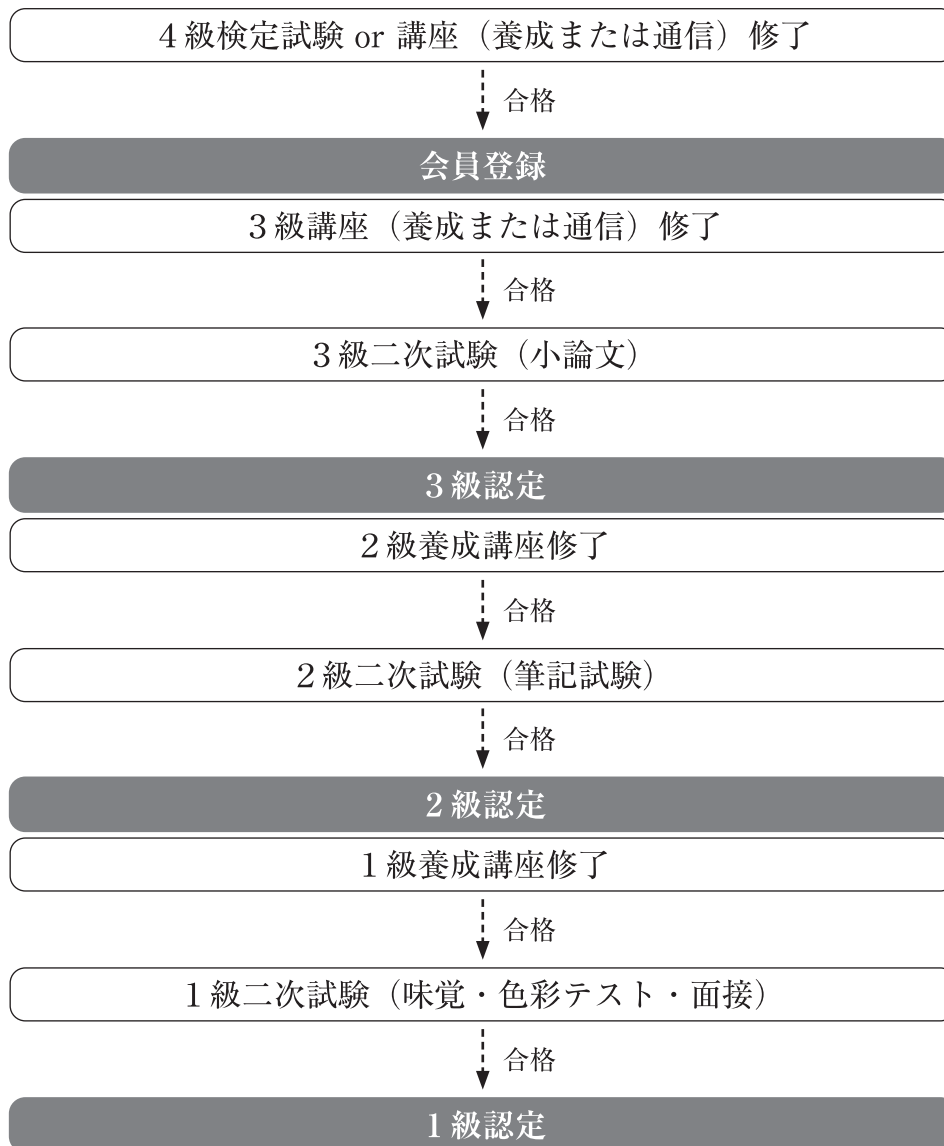 ４級検定試験 or 講座（養成または通信）修了
合格
会員登録
３級講座（養成または通信）修了
合格
３級二次試験（小論文）
合格
３級認定
２級養成講座修了
合格
２級二次試験（筆記試験）
合格
２級認定
１級養成講座修了
合格
１級二次試験（味覚・色彩テスト・面接）
合格
１級認定